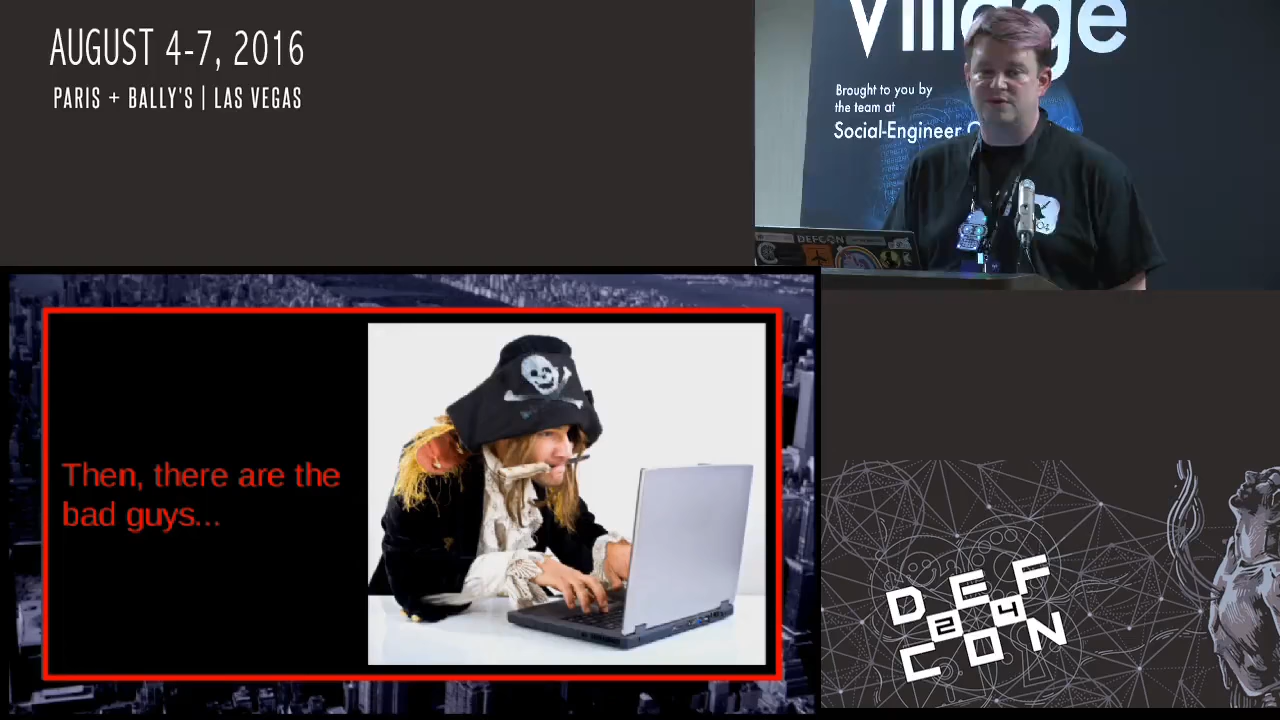 AUGUST 4-7, 2016
PARIS + BALLY'S | LAS VEGAS
Village
Brought to you by
the team at
Social-Engineer
DEFCON
Then, there are the
bad guys...
DEF
24
CON